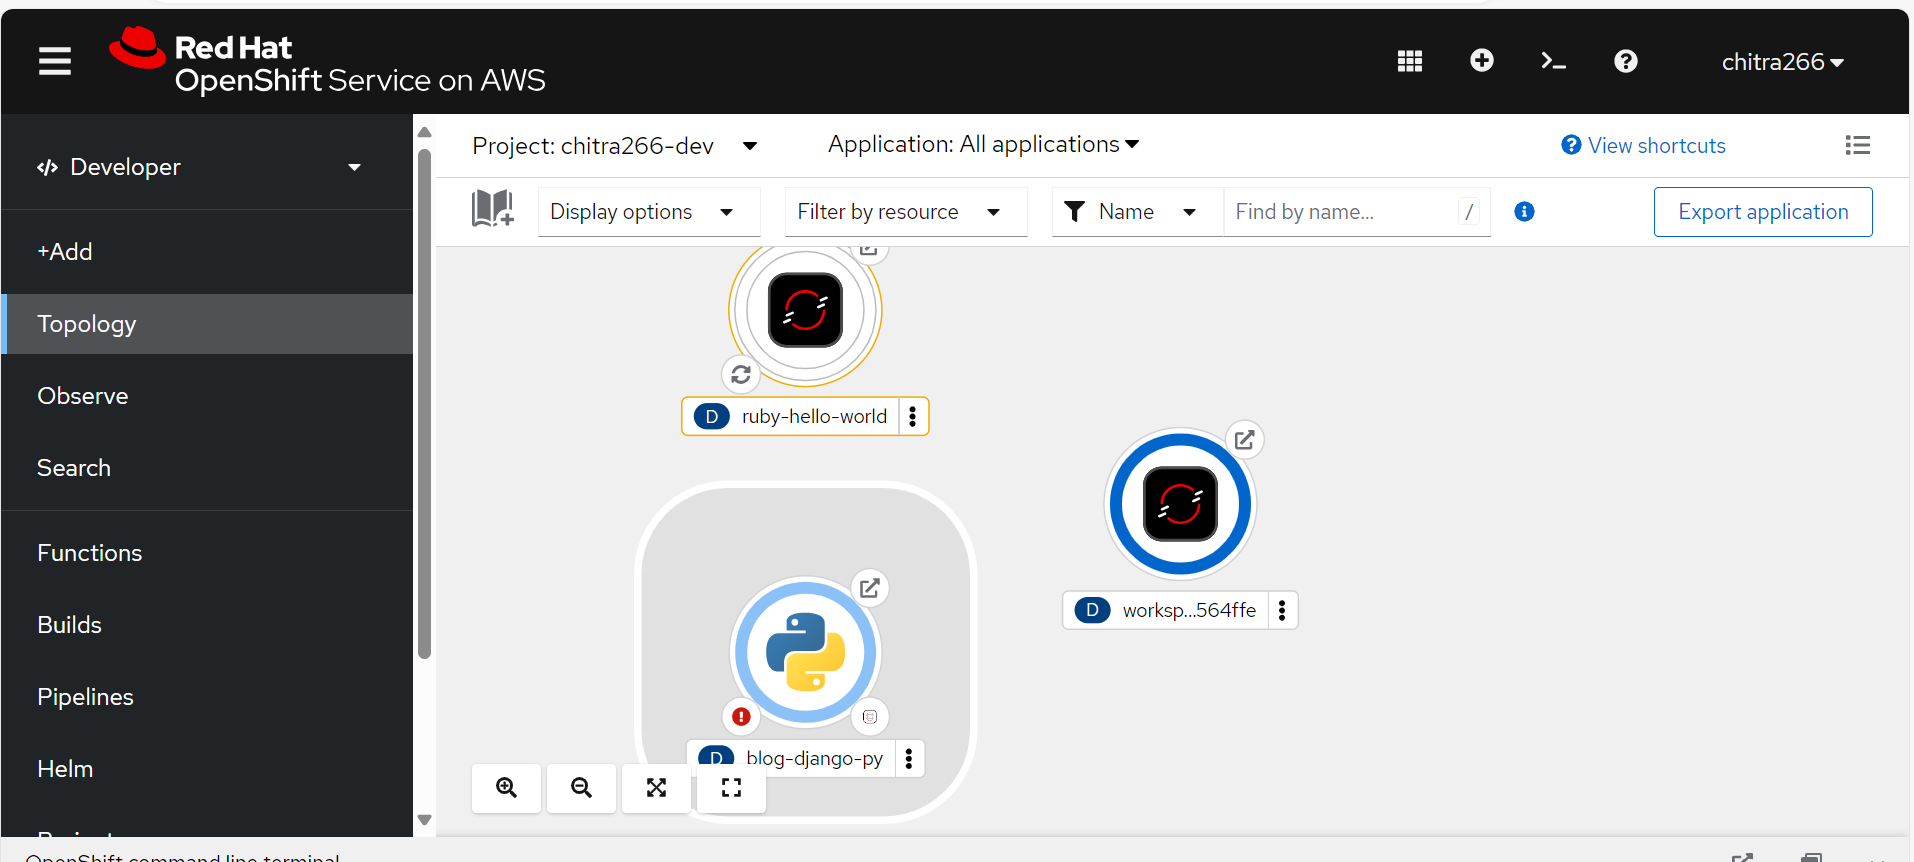 Red Hat
OpenShift Service on AWS
chitra266
Developer
Project: chitra266-dev
Application: All applications
View shortcuts
Display options
Filter by resource
Name
Find by name...
/
Export application
+Add
Topology
Observe
Search
Functions
Builds
Pipelines
Helm
D ruby-hello-world
D worksp...564ffe
D blog-django-py
OpenShift command line terminal